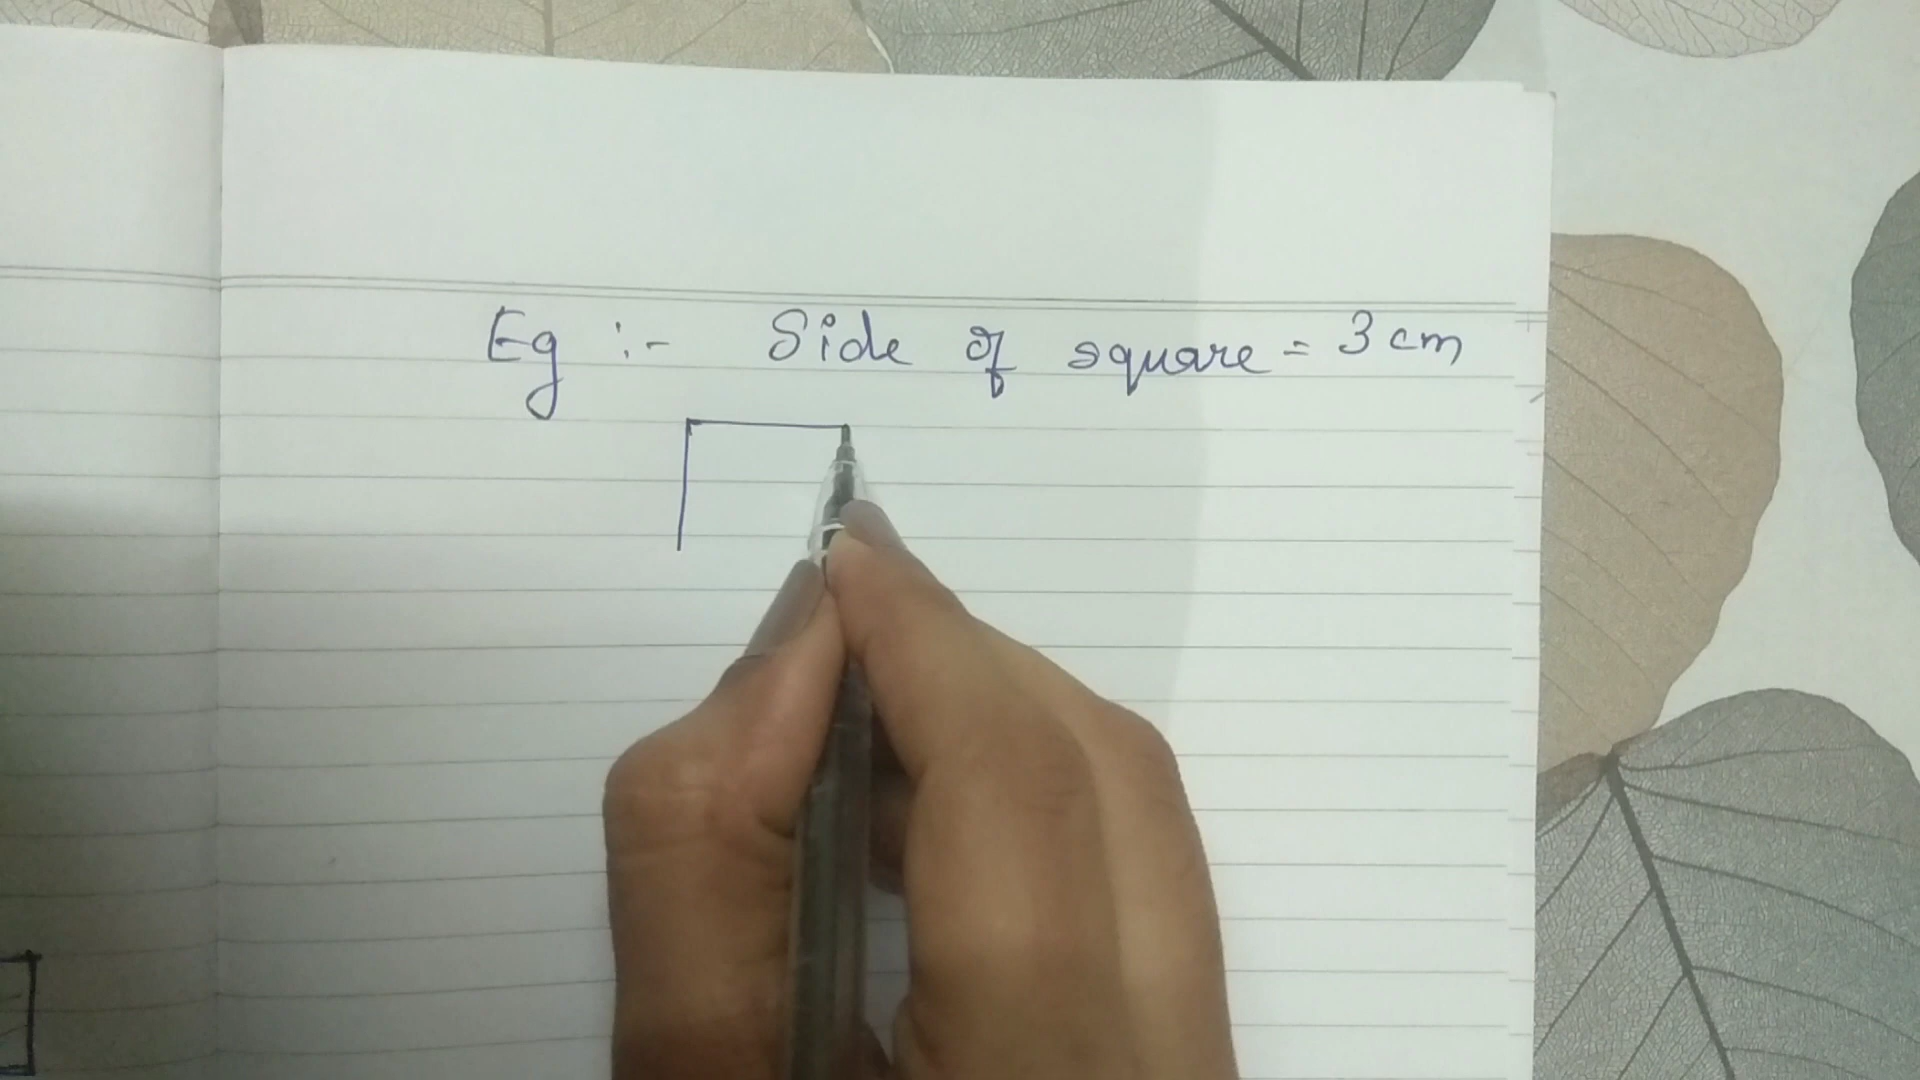 Eg :- Side of square = 3 cm